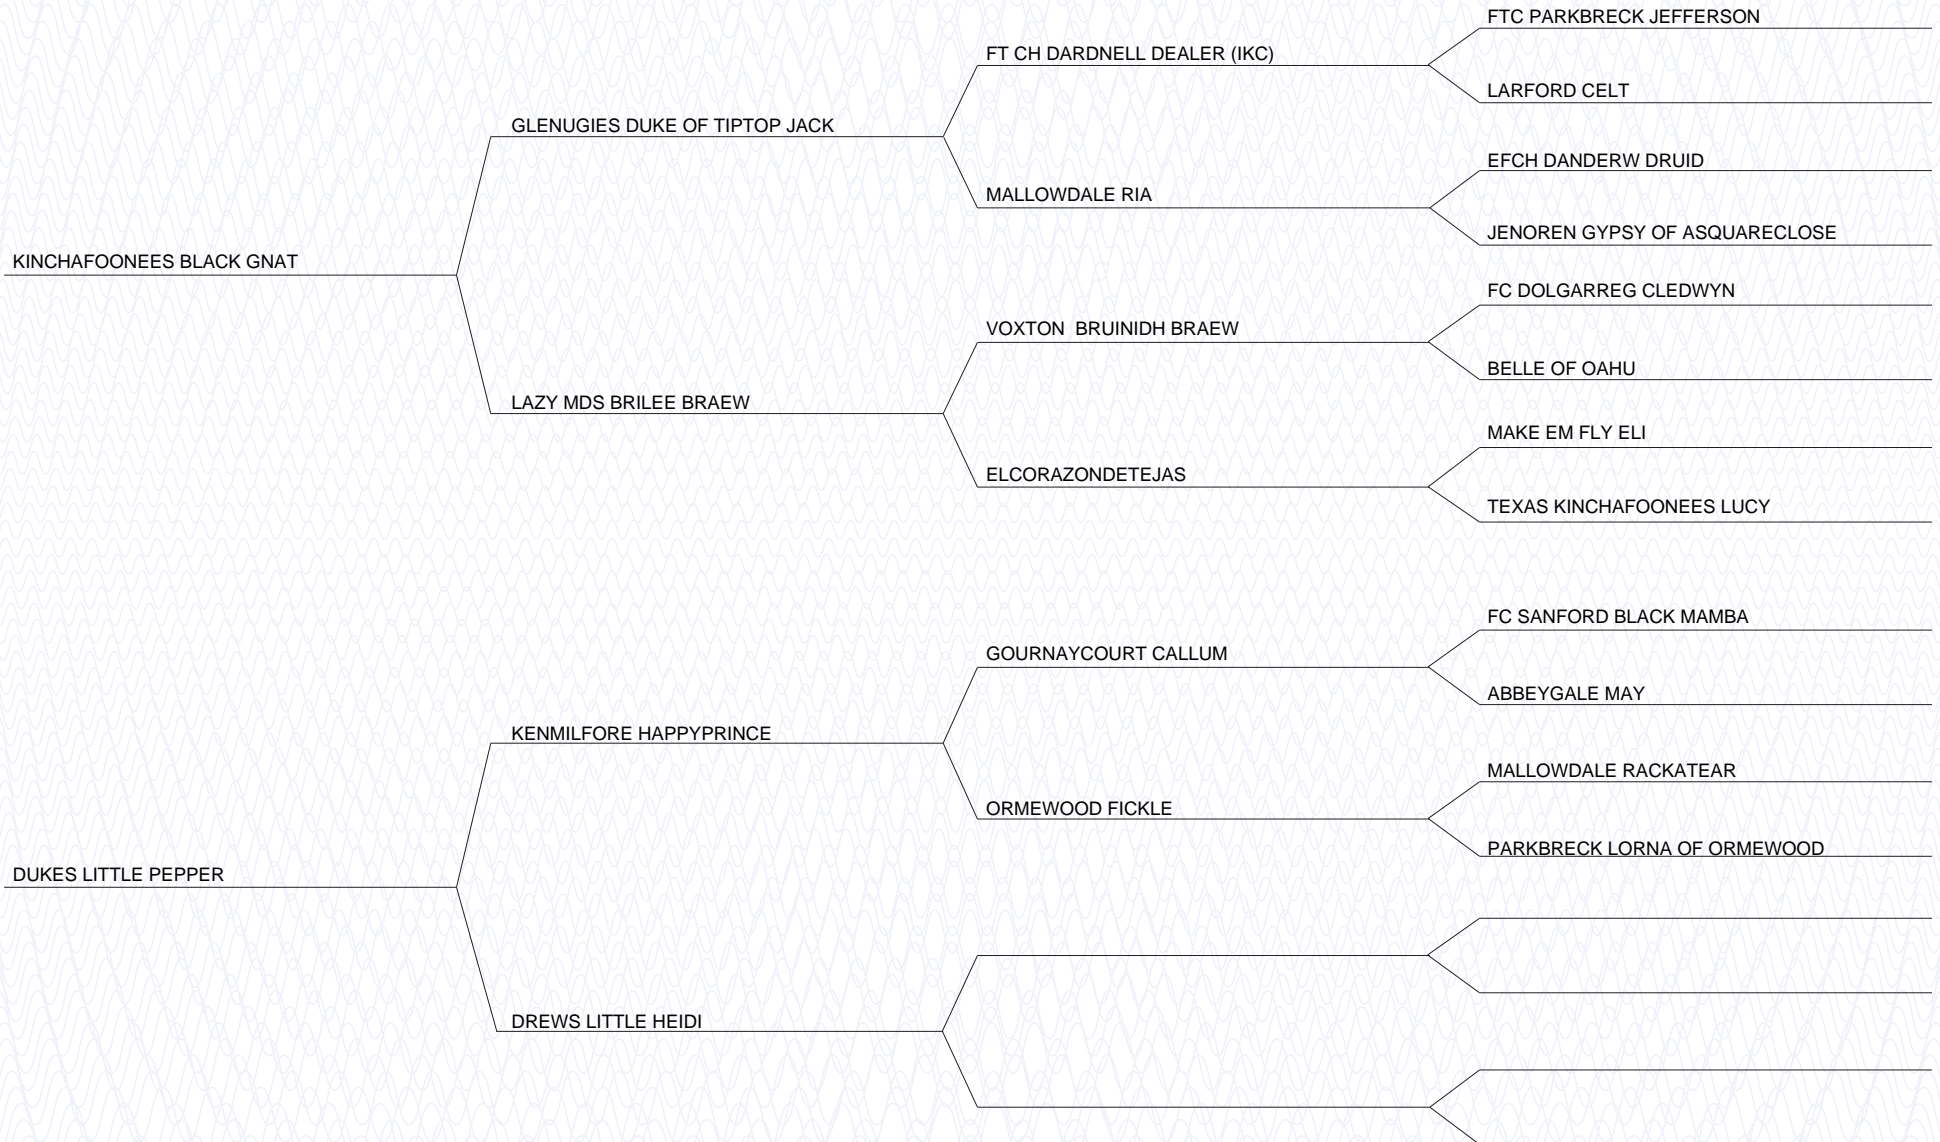 FTC PARKBRECK JEFFERSON
FT CH DARDNELL DEALER (IKC)
LARFORD CELT
GLENUGIES DUKE OF TIPTOP JACK
EFCH DANDERW DRUID
MALLOWDALE RIA
JENOREN GYPSY OF ASQUARECLOSE
KINCHAFOONEES BLACK GNAT
FC DOLGARREG CLEDWYN
VOXTON  BRUINIDH BRAEW
BELLE OF OAHU
LAZY MDS BRILEE BRAEW
MAKE EM FLY ELI
ELCORAZONDETEJAS
TEXAS KINCHAFOONEES LUCY
FC SANFORD BLACK MAMBA
GOURNAYCOURT CALLUM
ABBEYGALE MAY
KENMILFORE HAPPYPRINCE
MALLOWDALE RACKATEAR
ORMEWOOD FICKLE
PARKBRECK LORNA OF ORMEWOOD
DUKES LITTLE PEPPER
DREWS LITTLE HEIDI